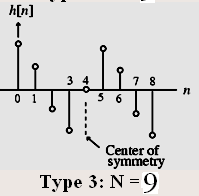 h[n]
3 4 7 8
0 1 5 6 n
Center of
symmetry
Type 3: N = 9